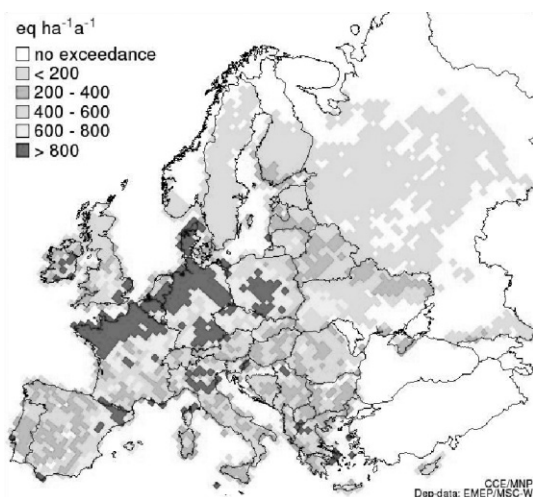 eq ha⁻¹a⁻¹
no exceedance
< 200
200 - 400
400 - 600
600 - 800
> 800
CCE/MNP
Dep-data: EMEP/MSC-W